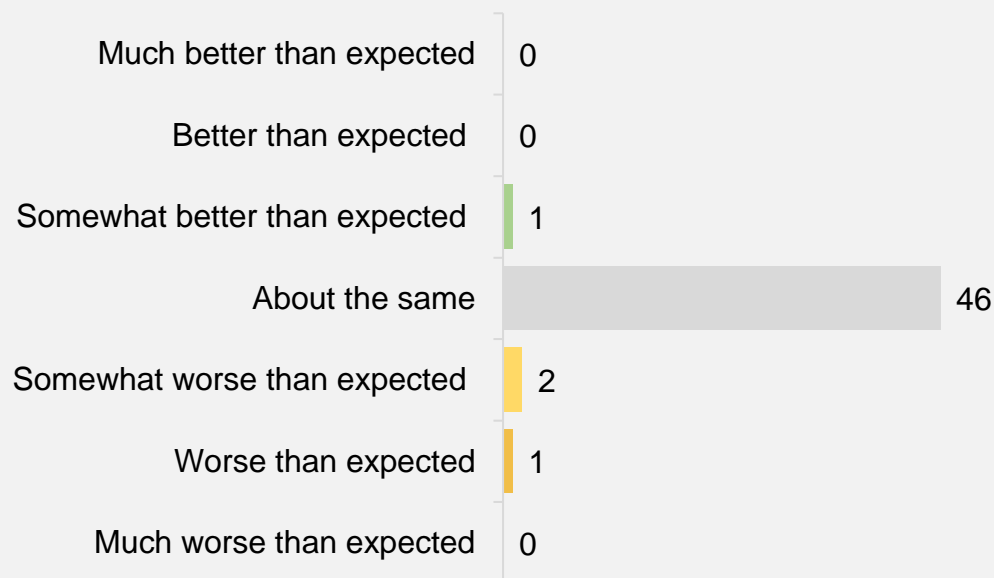 Much better than expected 0
Better than expected 0
Somewhat better than expected 1
About the same 46
Somewhat worse than expected 2
Worse than expected 1
Much worse than expected 0